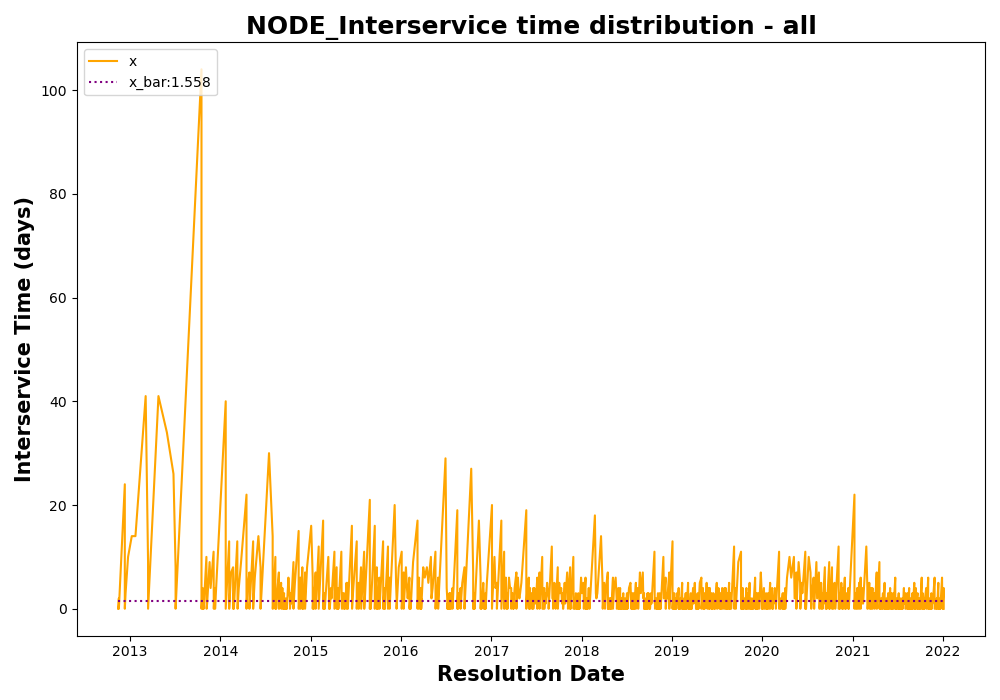 NODE_Interservice time distribution - all
x
x_bar:1.558
Interservice Time (days)
100
80
60
40
20
0
2013 2014 2015 2016 2017 2018 2019 2020 2021 2022
Resolution Date